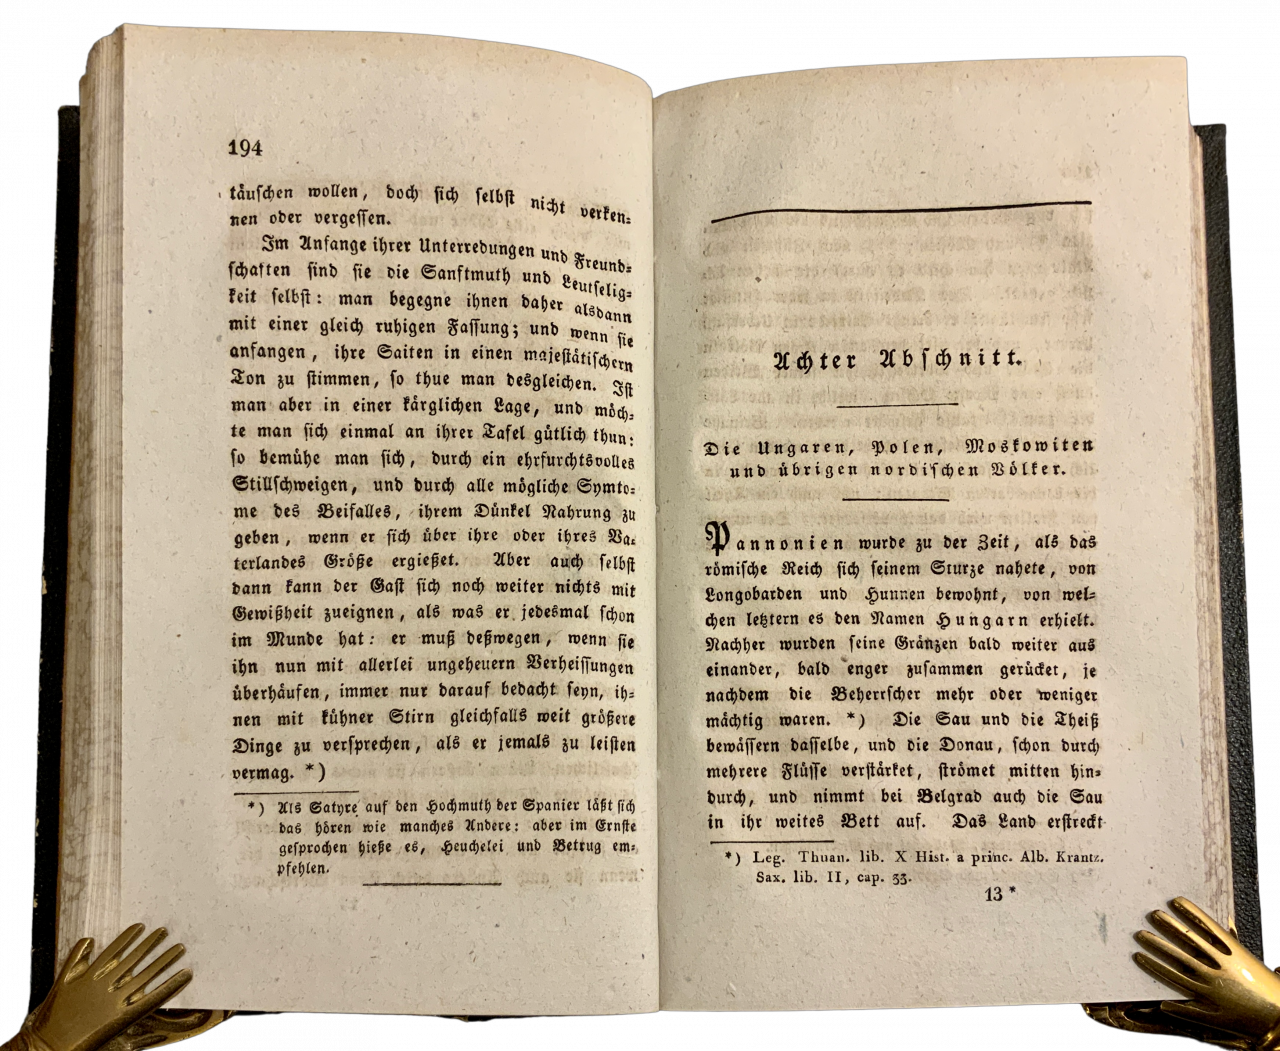 194
täuſchen wollen, doch ſich ſelbſt nicht verken⸗
nen oder vergeſſen.
Im Anfange ihrer Unterredungen und Freund⸗
ſchaften ſind ſie die Sanftmuth und Leutſelig⸗
keit ſelbſt: man begegne ihnen daher alsdann
mit einer gleich ruhigen Faſſung; und wenn ſie
anfangen, ihre Saiten in einen majeſtätiſchern
Ton zu ſtimmen, ſo thue man desgleichen. Iſt
man aber in einer kärglichen Lage, und möch⸗
te man ſich einmal an ihrer Tafel gütlich thun:
ſo bemühe man ſich, durch ein ehrfurchtsvolles
Stillſchweigen, und durch alle mögliche Symto⸗
me des Beifalles, ihrem Dünkel Nahrung zu
geben, wenn er ſich über ihre oder ihres Va⸗
terlandes Größe ergießet. Aber auch ſelbſt
dann kann der Gaſt ſich noch weiter nichts mit
Gewißheit zueignen, als was er jedesmal ſchon
im Munde hat: er muß deßwegen, wenn ſie
ihn nun mit allerlei ungeheuern Verheiſſungen
überhäufen, immer nur darauf bedacht ſeyn, ih⸗
nen mit kühner Stirn gleichfalls weit größere
Dinge zu verſprechen, als er jemals zu leiſten
vermag. *)
*) Als Satyre auf den Hochmuth der Spanier läßt ſich
das hören wie manches Andere: aber im Ernſte
geſprochen hieße es, Heuchelei und Betrug em⸗
pfehlen.
Achter Abſchnitt.
Die Ungaren, Polen, Moskowiten
und übrigen nordiſchen Völker.
Pannonien wurde zu der Zeit, als das
römiſche Reich ſich ſeinem Sturze nahete, von
Longobarden und Hunnen bewohnt, von wel⸗
chen letztern es den Namen Hungarn erhielt.
Nachher wurden ſeine Gränzen bald weiter aus
einander, bald enger zuſammen gerücket, je
nachdem die Beherrſcher mehr oder weniger
mächtig waren. *) Die Sau und die Theiß
bewäſſern daſſelbe, und die Donau, ſchon durch
mehrere Flüſſe verſtärket, ſtrömet mitten hin⸗
durch, und nimmt bei Belgrad auch die Sau
in ihr weites Bett auf. Das Land erſtreckt
*) Leg. Thuan. lib. X Hist. a princ. Alb. Krantz.
Sax. lib. II, cap. 33.
13 *